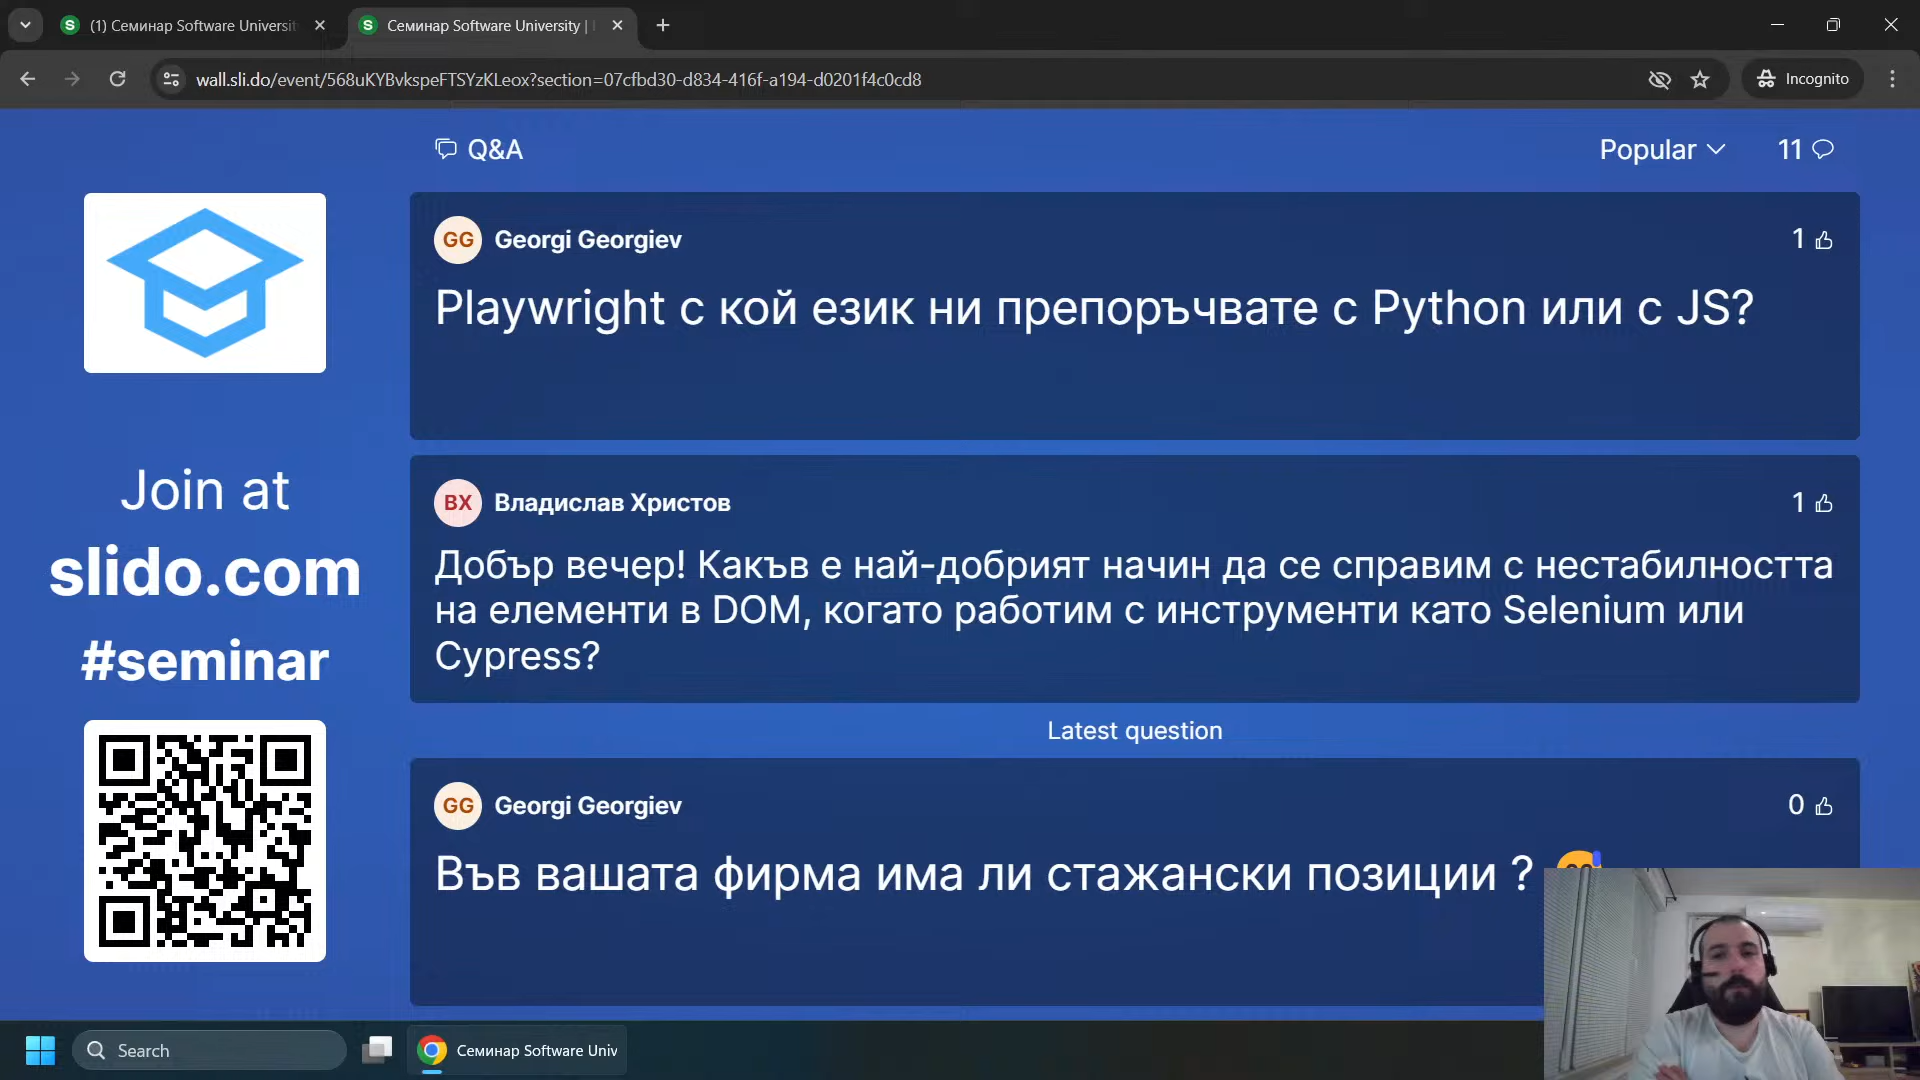 (1) Семинар Software Universit
Семинар Software University |
wall.sli.do/event/568uKYBvkspeFTSYzKLeox?section=07cfbd30-d834-416f-a194-d0201f4c0cd8
Incognito
Q&A
Popular
11
GG Georgi Georgiev
1
Playwright с кой език ни препоръчвате с Python или с JS?
Join at
slido.com
#seminar
ВХ Владислав Христов
1
Добър вечер! Какъв е най-добрият начин да се справим с нестабилността
на елементи в DOM, когато работим с инструменти като Selenium или
Cypress?
Latest question
GG Georgi Georgiev
0
Във вашата фирма има ли стажански позиции ?
Search
Семинар Software Univ